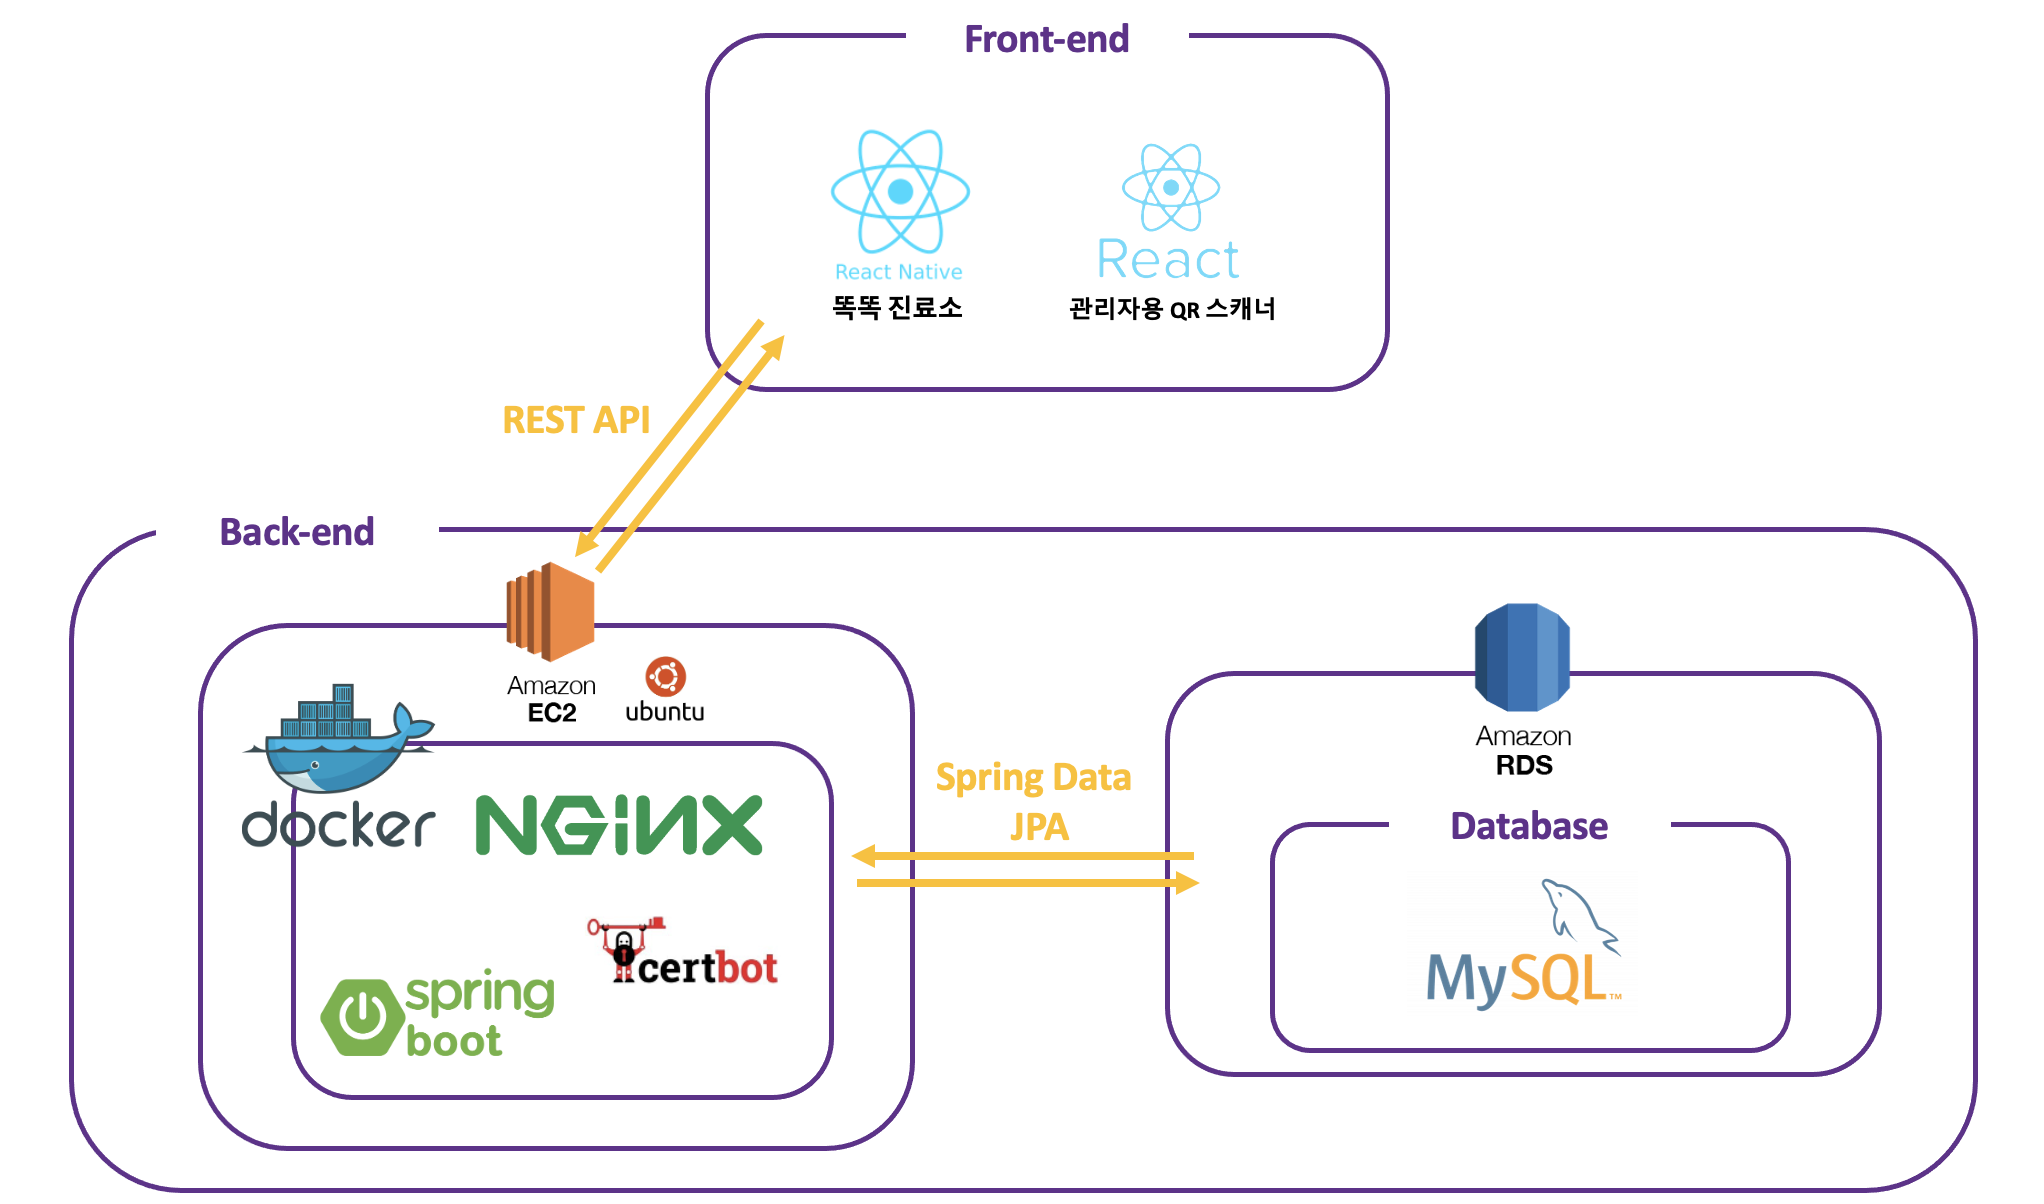 Front-end
React Native
똑똑 진료소
React
관리자용 QR 스캐너
REST API
Back-end
Amazon
EC2
ubuntu
docker
NGINX
certbot
spring
boot
Spring Data
JPA
Amazon
RDS
Database
MySQL™